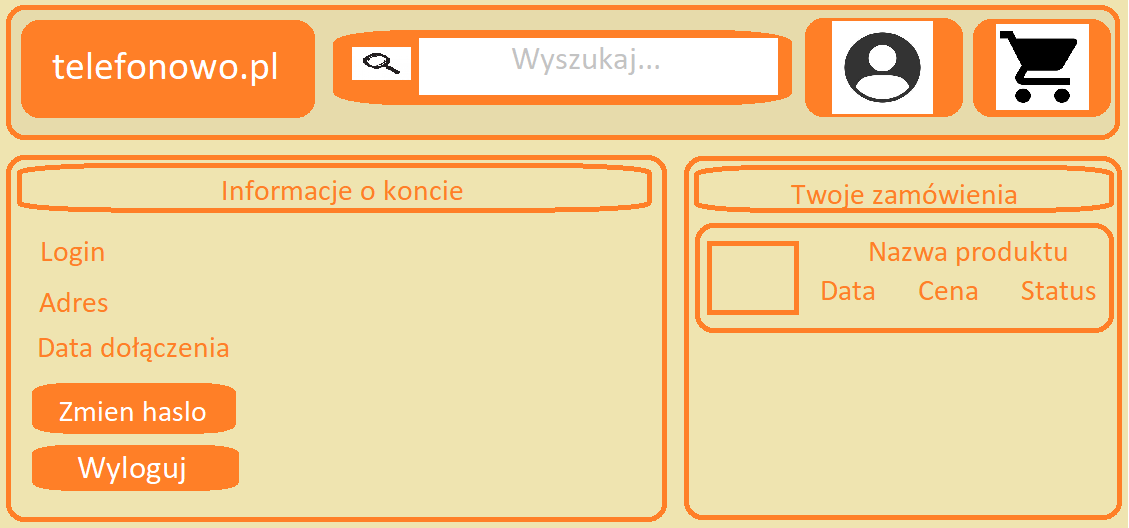 telefonowo.pl
Wyszukaj...
Informacje o koncie
Login
Adres
Data dołączenia
Zmien haslo
Wyloguj
Twoje zamówienia
Nazwa produktu
Data Cena Status